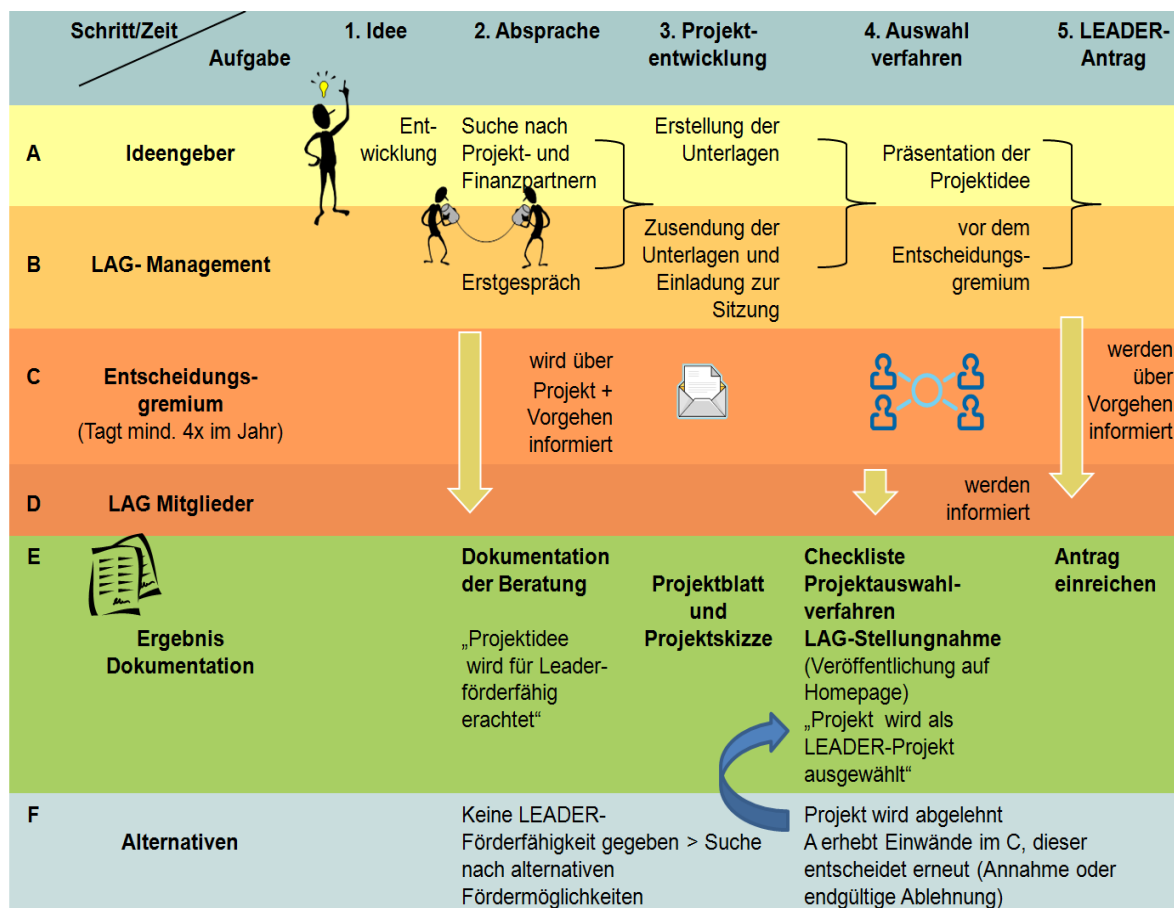 Schritt/Zeit
Aufgabe
1. Idee
2. Absprache
3. Projekt-
entwicklung
4. Auswahl
verfahren
5. LEADER-
Antrag
A
Ideengeber
Ent-
wicklung
Suche nach
Projekt- und
Finanzpartnern
Erstellung der
Unterlagen
Präsentation der
Projektidee
B
LAG- Management
Erstgespräch
Zusendung der
Unterlagen und
Einladung zur
Sitzung
vor dem
Entscheidungs-
gremium
C
Entscheidungs-
gremium
(Tagt mind. 4x im Jahr)
wird über
Projekt +
Vorgehen
informiert
werden
über
Vorgehen
informiert
D
LAG Mitglieder
werden
informiert
E
Ergebnis
Dokumentation
Dokumentation
der Beratung
„Projektidee
wird für Leader-
förderfähig
erachtet“
Projektblatt
und
Projektskizze
Checkliste
Projektauswahl-
verfahren
LAG-Stellungnahme
(Veröffentlichung auf
Homepage)
„Projekt wird als
LEADER-Projekt
ausgewählt“
Antrag
einreichen
F
Alternativen
Keine LEADER-
Förderfähigkeit gegeben > Suche
nach alternativen
Fördermöglichkeiten
Projekt wird abgelehnt
A erhebt Einwände im C, dieser
entscheidet erneut (Annahme oder
endgültige Ablehnung)